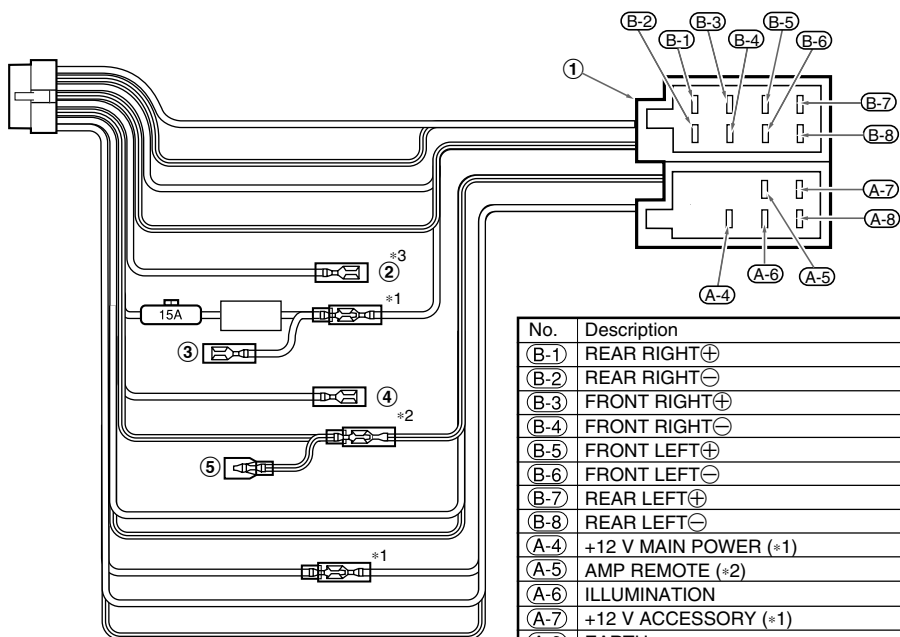 B-2 B-3 B-5
B-1 B-4 B-6
①
B-7
B-8
A-7
A-8
A-6 A-5
A-4
*3
②
*1
15A
③
④
*2
⑤
*1
No. Description
B-1 REAR RIGHT⊕
B-2 REAR RIGHT⊖
B-3 FRONT RIGHT⊕
B-4 FRONT RIGHT⊖
B-5 FRONT LEFT⊕
B-6 FRONT LEFT⊖
B-7 REAR LEFT⊕
B-8 REAR LEFT⊖
A-4 +12 V MAIN POWER (*1)
A-5 AMP REMOTE (*2)
A-6 ILLUMINATION
A-7 +12 V ACCESSORY (*1)